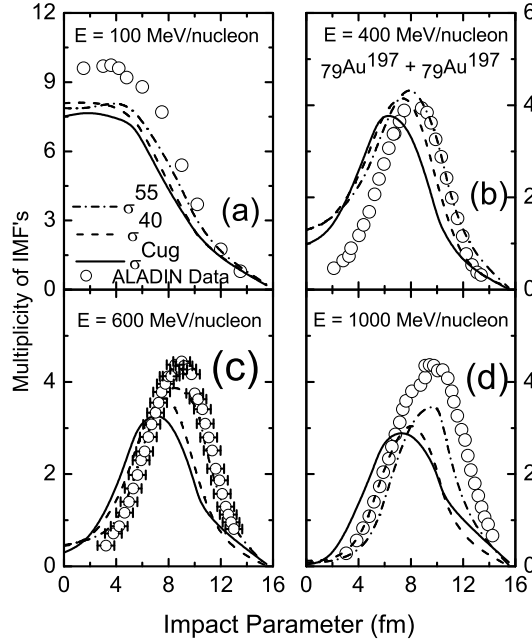 12
E = 100 MeV/nucleon
9
6
3
0
σ55
σ40
σCug
ALADIN Data
(a)
6
E = 400 MeV/nucleon
79Au197 + 79Au197
4
2
0
(b)
Multiplicity of IMF's
E = 600 MeV/nucleon
(c)
4
2
0
0 4 8 12 16
E = 1000 MeV/nucleon
(d)
4
2
0
0 4 8 12 16
Impact Parameter (fm)